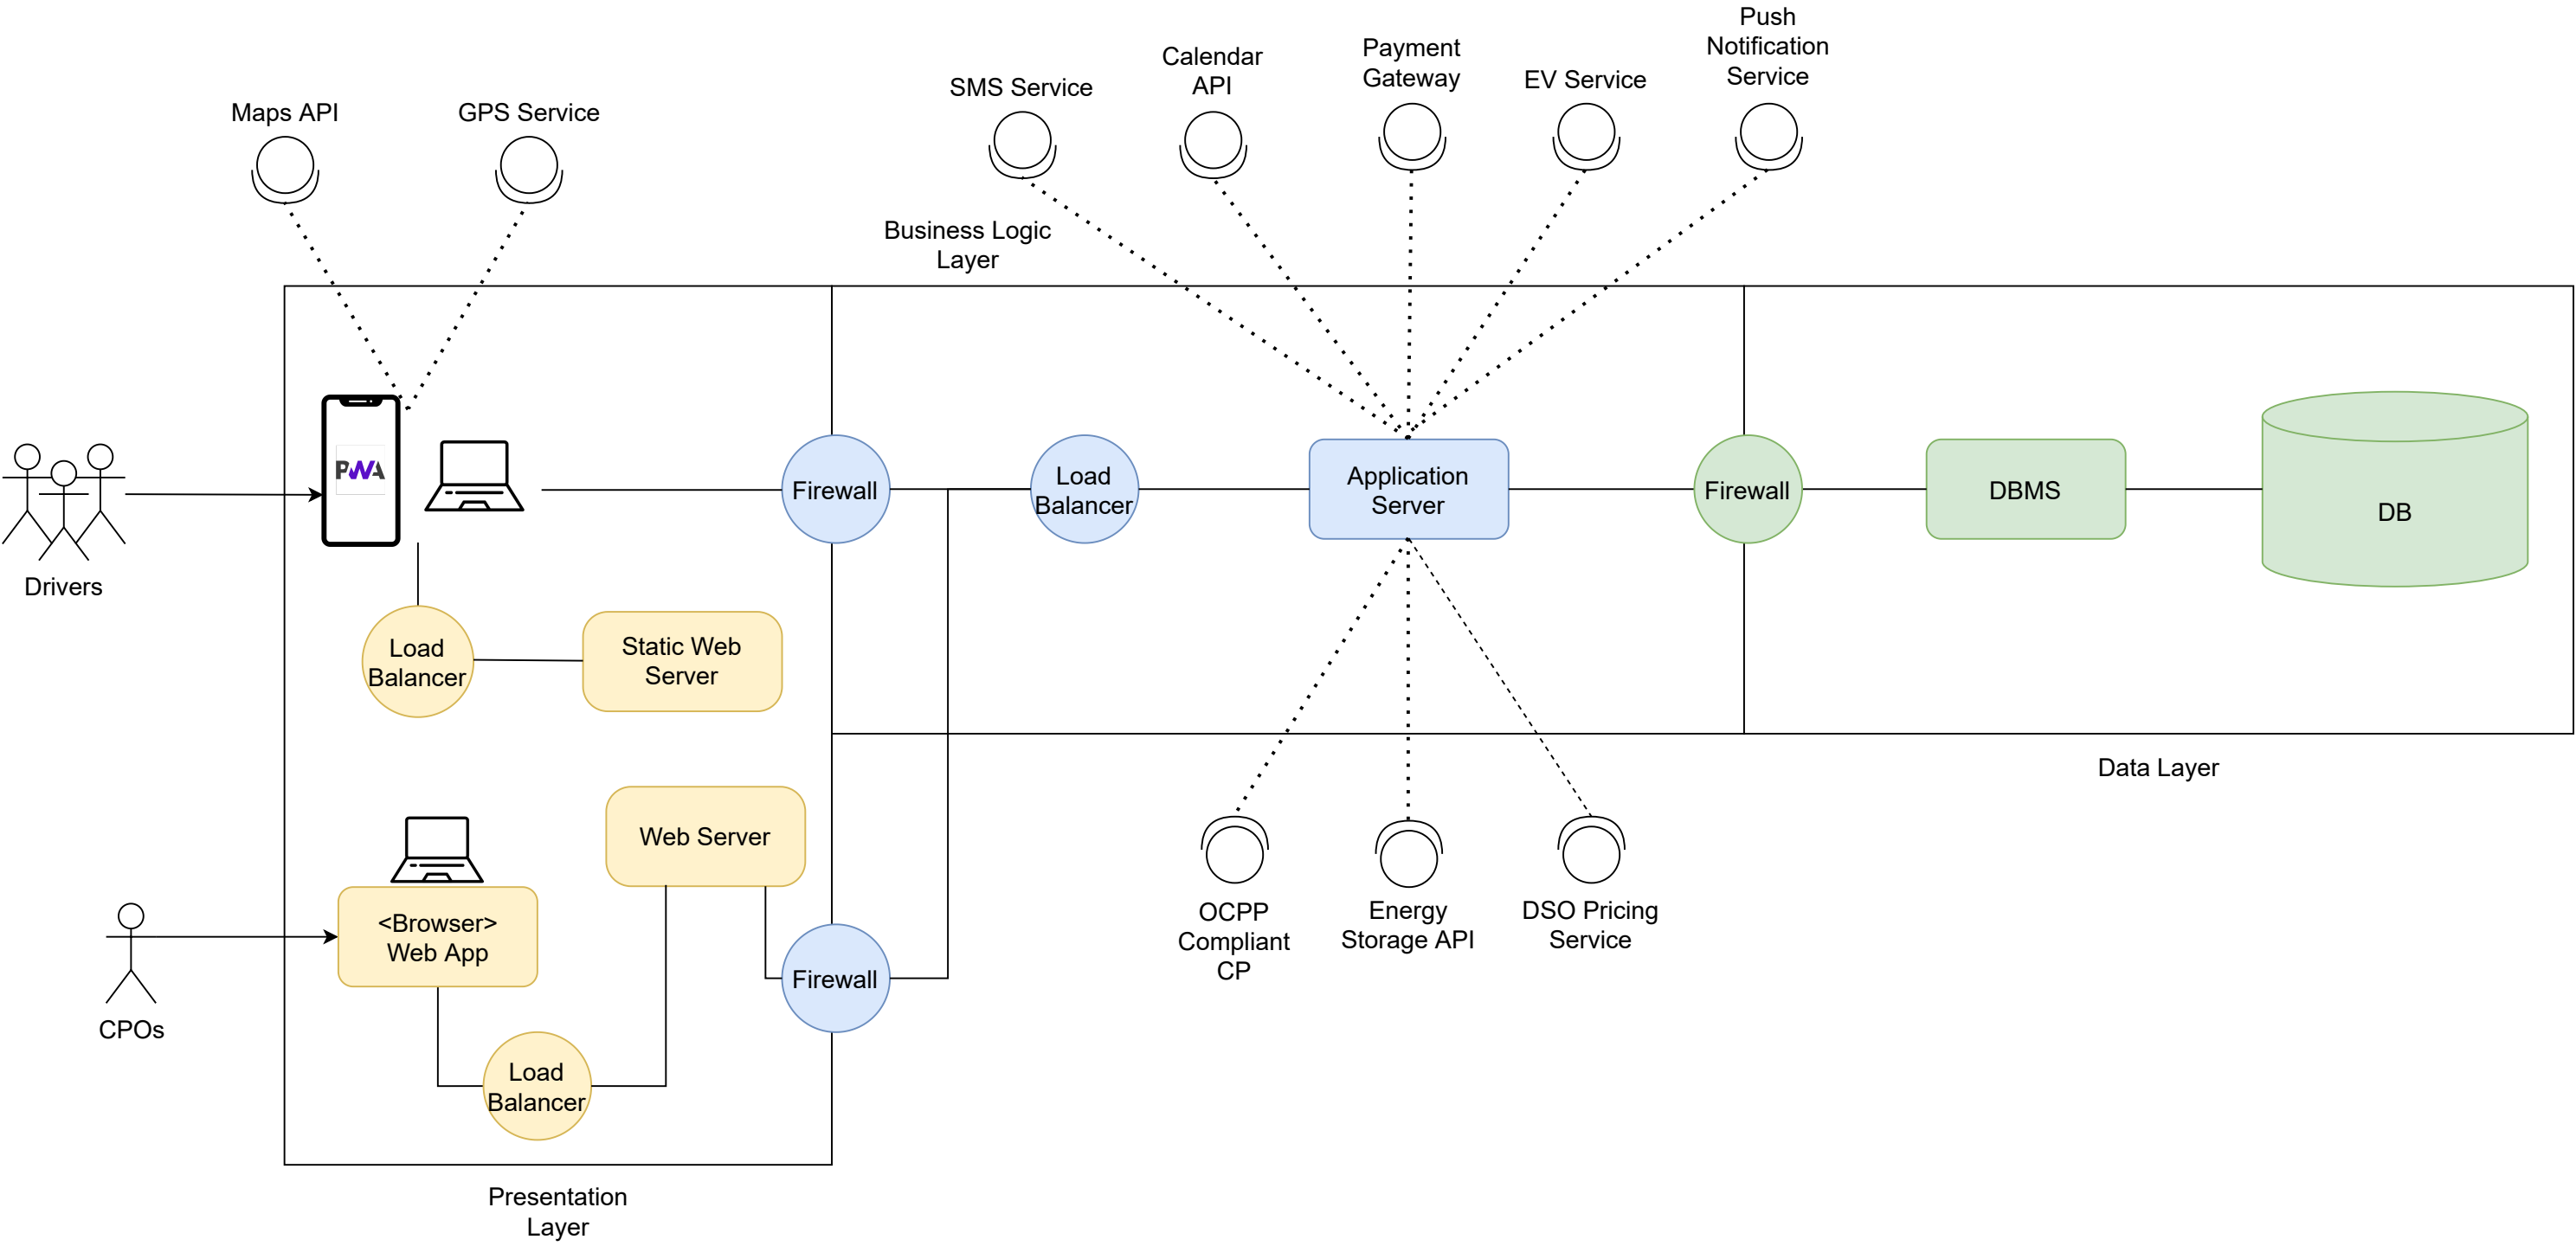 Push
Notification
Service
Payment
Gateway
Calendar
API
EV Service
SMS Service
Maps API
GPS Service
Business Logic
Layer
PWA
Firewall
Load
Balancer
Application
Server
Firewall
DBMS
DB
Drivers
Load
Balancer
Static Web
Server
Data Layer
Web Server
<Browser>
Web App
Firewall
OCPP
Compliant
CP
Energy
Storage API
DSO Pricing
Service
CPOs
Load
Balancer
Presentation
Layer